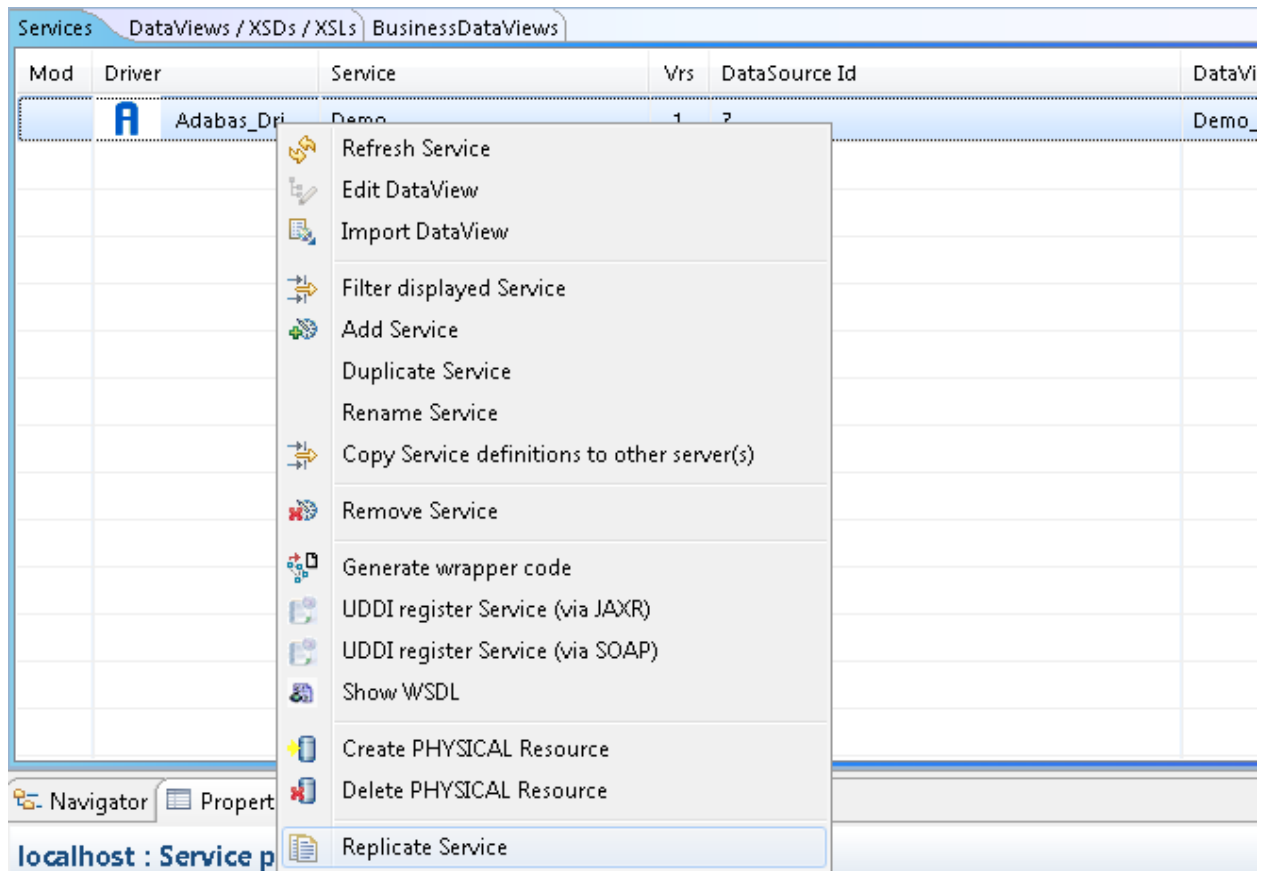 Services DataViews / XSDs / XSLs BusinessDataViews
Mod Driver Service Vrs DataSource Id DataVi
Adabas_Dri Demo 1 ? Demo_
Refresh Service
Edit DataView
Import DataView
Filter displayed Service
Add Service
Duplicate Service
Rename Service
Copy Service definitions to other server(s)
Remove Service
Generate wrapper code
UDDI register Service (via JAXR)
UDDI register Service (via SOAP)
Show WSDL
Create PHYSICAL Resource
Delete PHYSICAL Resource
Navigator Propert
Replicate Service
localhost : Service p